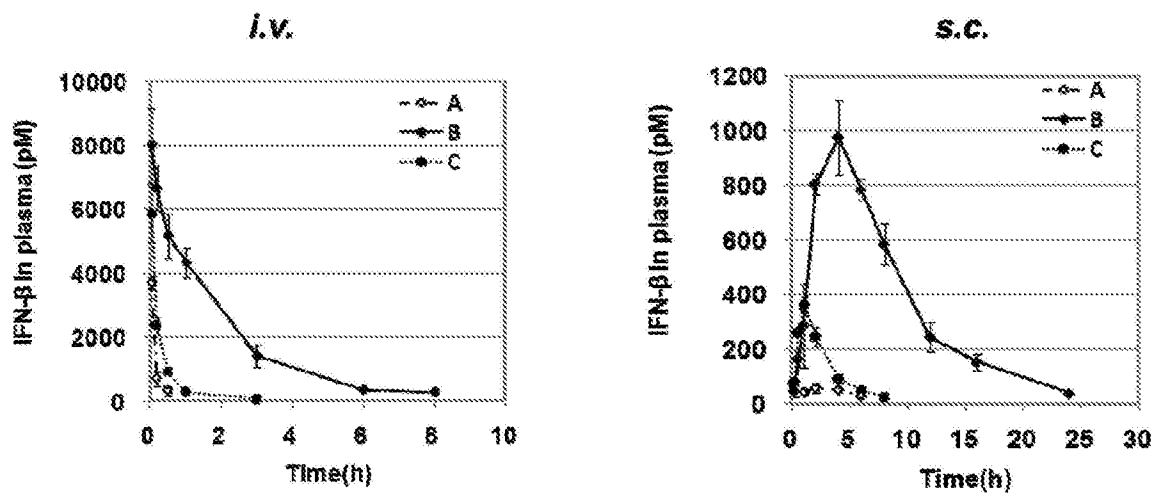 i.v.
10000
8000
6000
4000
2000
0
A
B
C
0 2 4 6 8 10
Time(h)
IFN-β In plasma (pM)
s.c.
1200
1000
800
600
400
200
0
A
B
C
0 5 10 15 20 25 30
Time(h)
IFN-β In plasma (pM)